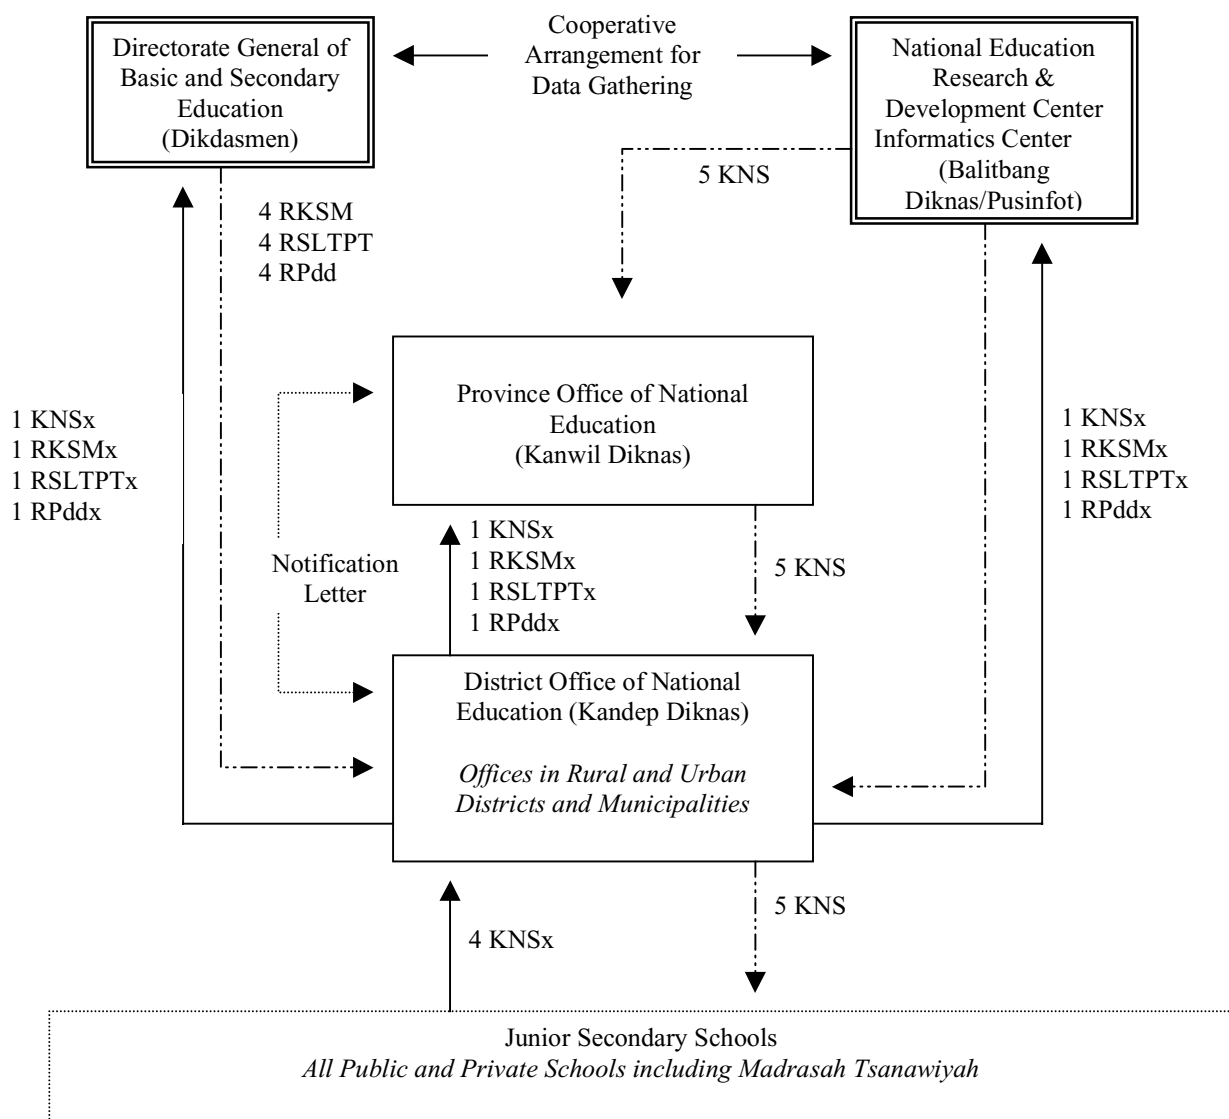 Directorate General of
Basic and Secondary
Education
(Dikdasmen)
Cooperative
Arrangement for
Data Gathering
National Education
Research &
Development Center
Informatics Center
(Balitbang
Diknas/Pusinfot)
5 KNS
4 RKSM
4 RSLTPT
4 RPdd
Province Office of National
Education
(Kanwil Diknas)
1 KNSx
1 RKSMx
1 RSLTPTx
1 RPddx
1 KNSx
1 RKSMx
1 RSLTPTx
1 RPddx
Notification
Letter
1 KNSx
1 RKSMx
1 RSLTPTx
1 RPddx
5 KNS
District Office of National
Education (Kandep Diknas)
Offices in Rural and Urban
Districts and Municipalities
4 KNSx
5 KNS
Junior Secondary Schools
All Public and Private Schools including Madrasah Tsanawiyah